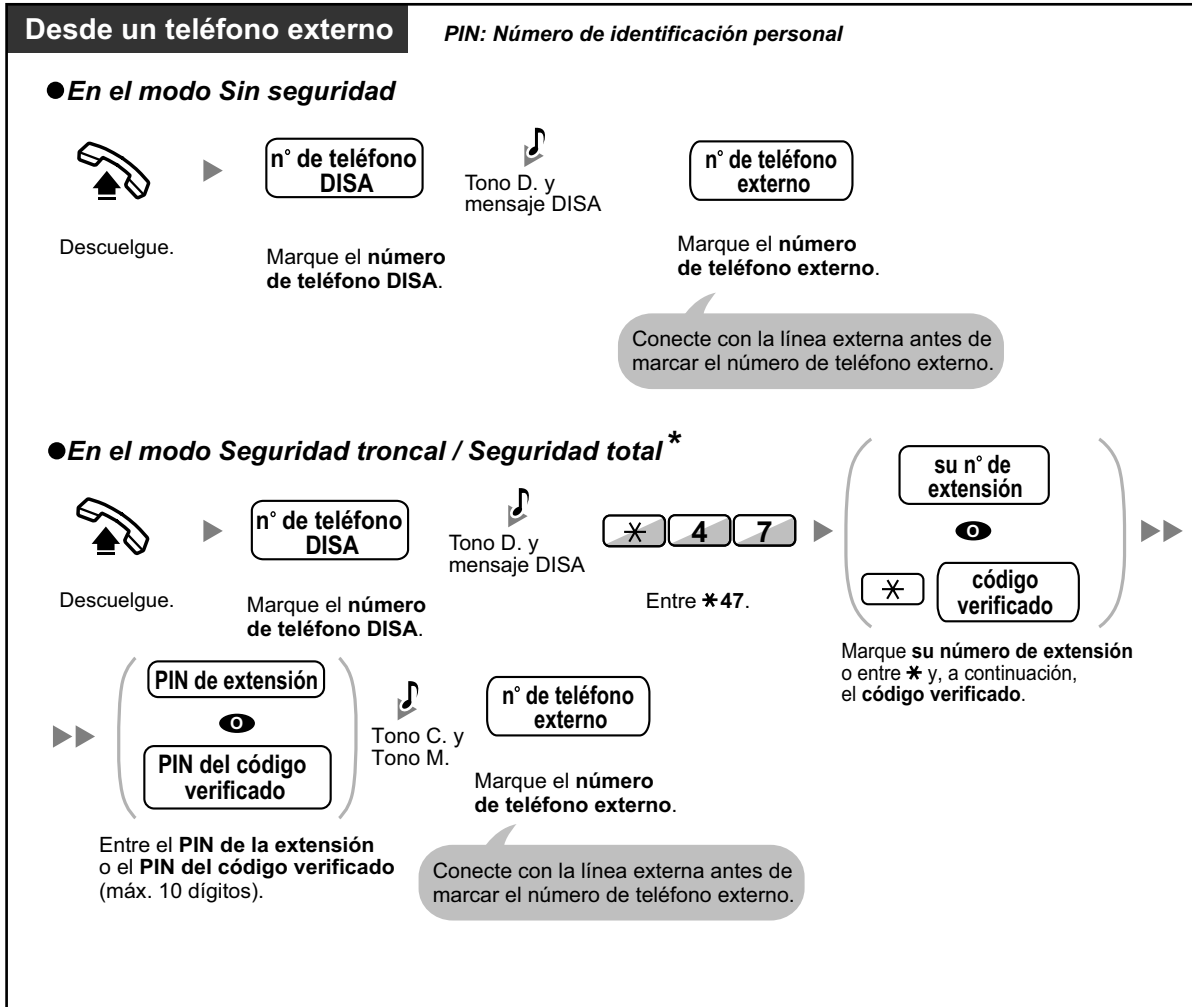 Desde un teléfono externo
PIN: Número de identificación personal
●En el modo Sin seguridad
n° de teléfono
DISA
Tono D. y
mensaje DISA
n° de teléfono
externo
Descuelgue.
Marque el número
de teléfono DISA.
Marque el número
de teléfono externo.
Conecte con la línea externa antes de
marcar el número de teléfono externo.
●En el modo Seguridad troncal / Seguridad total*
n° de teléfono
DISA
Tono D. y
mensaje DISA
* 4 7
su n° de
extensión
o
* código
verificado
Descuelgue.
Marque el número
de teléfono DISA.
Entre *47.
Marque su número de extensión
o entre * y, a continuación,
el código verificado.
PIN de extensión
o
PIN del código
verificado
Tono C. y
Tono M.
n° de teléfono
externo
Marque el número
de teléfono externo.
Entre el PIN de la extensión
o el PIN del código verificado
(máx. 10 dígitos).
Conecte con la línea externa antes de
marcar el número de teléfono externo.